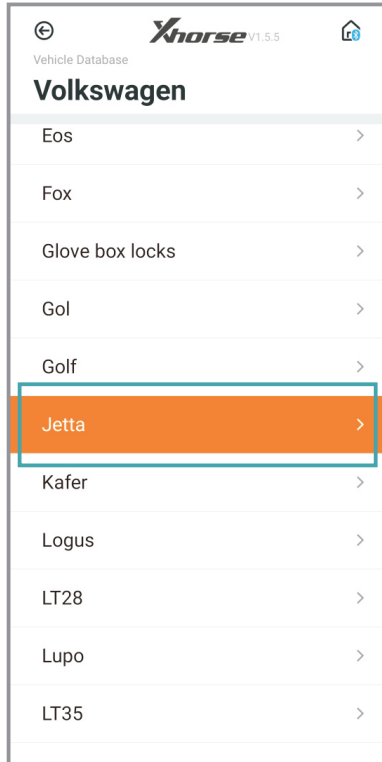 Xhorse V1.5.5
Vehicle Database
Volkswagen
Eos
Fox
Glove box locks
Gol
Golf
Jetta
Kafer
Logus
LT28
Lupo
LT35